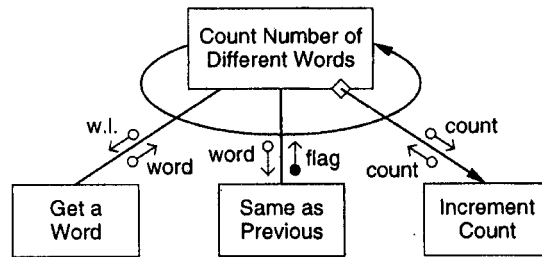 Count Number of
Different Words
w.l.
word
word
flag
count
count
Get a
Word
Same as
Previous
Increment
Count